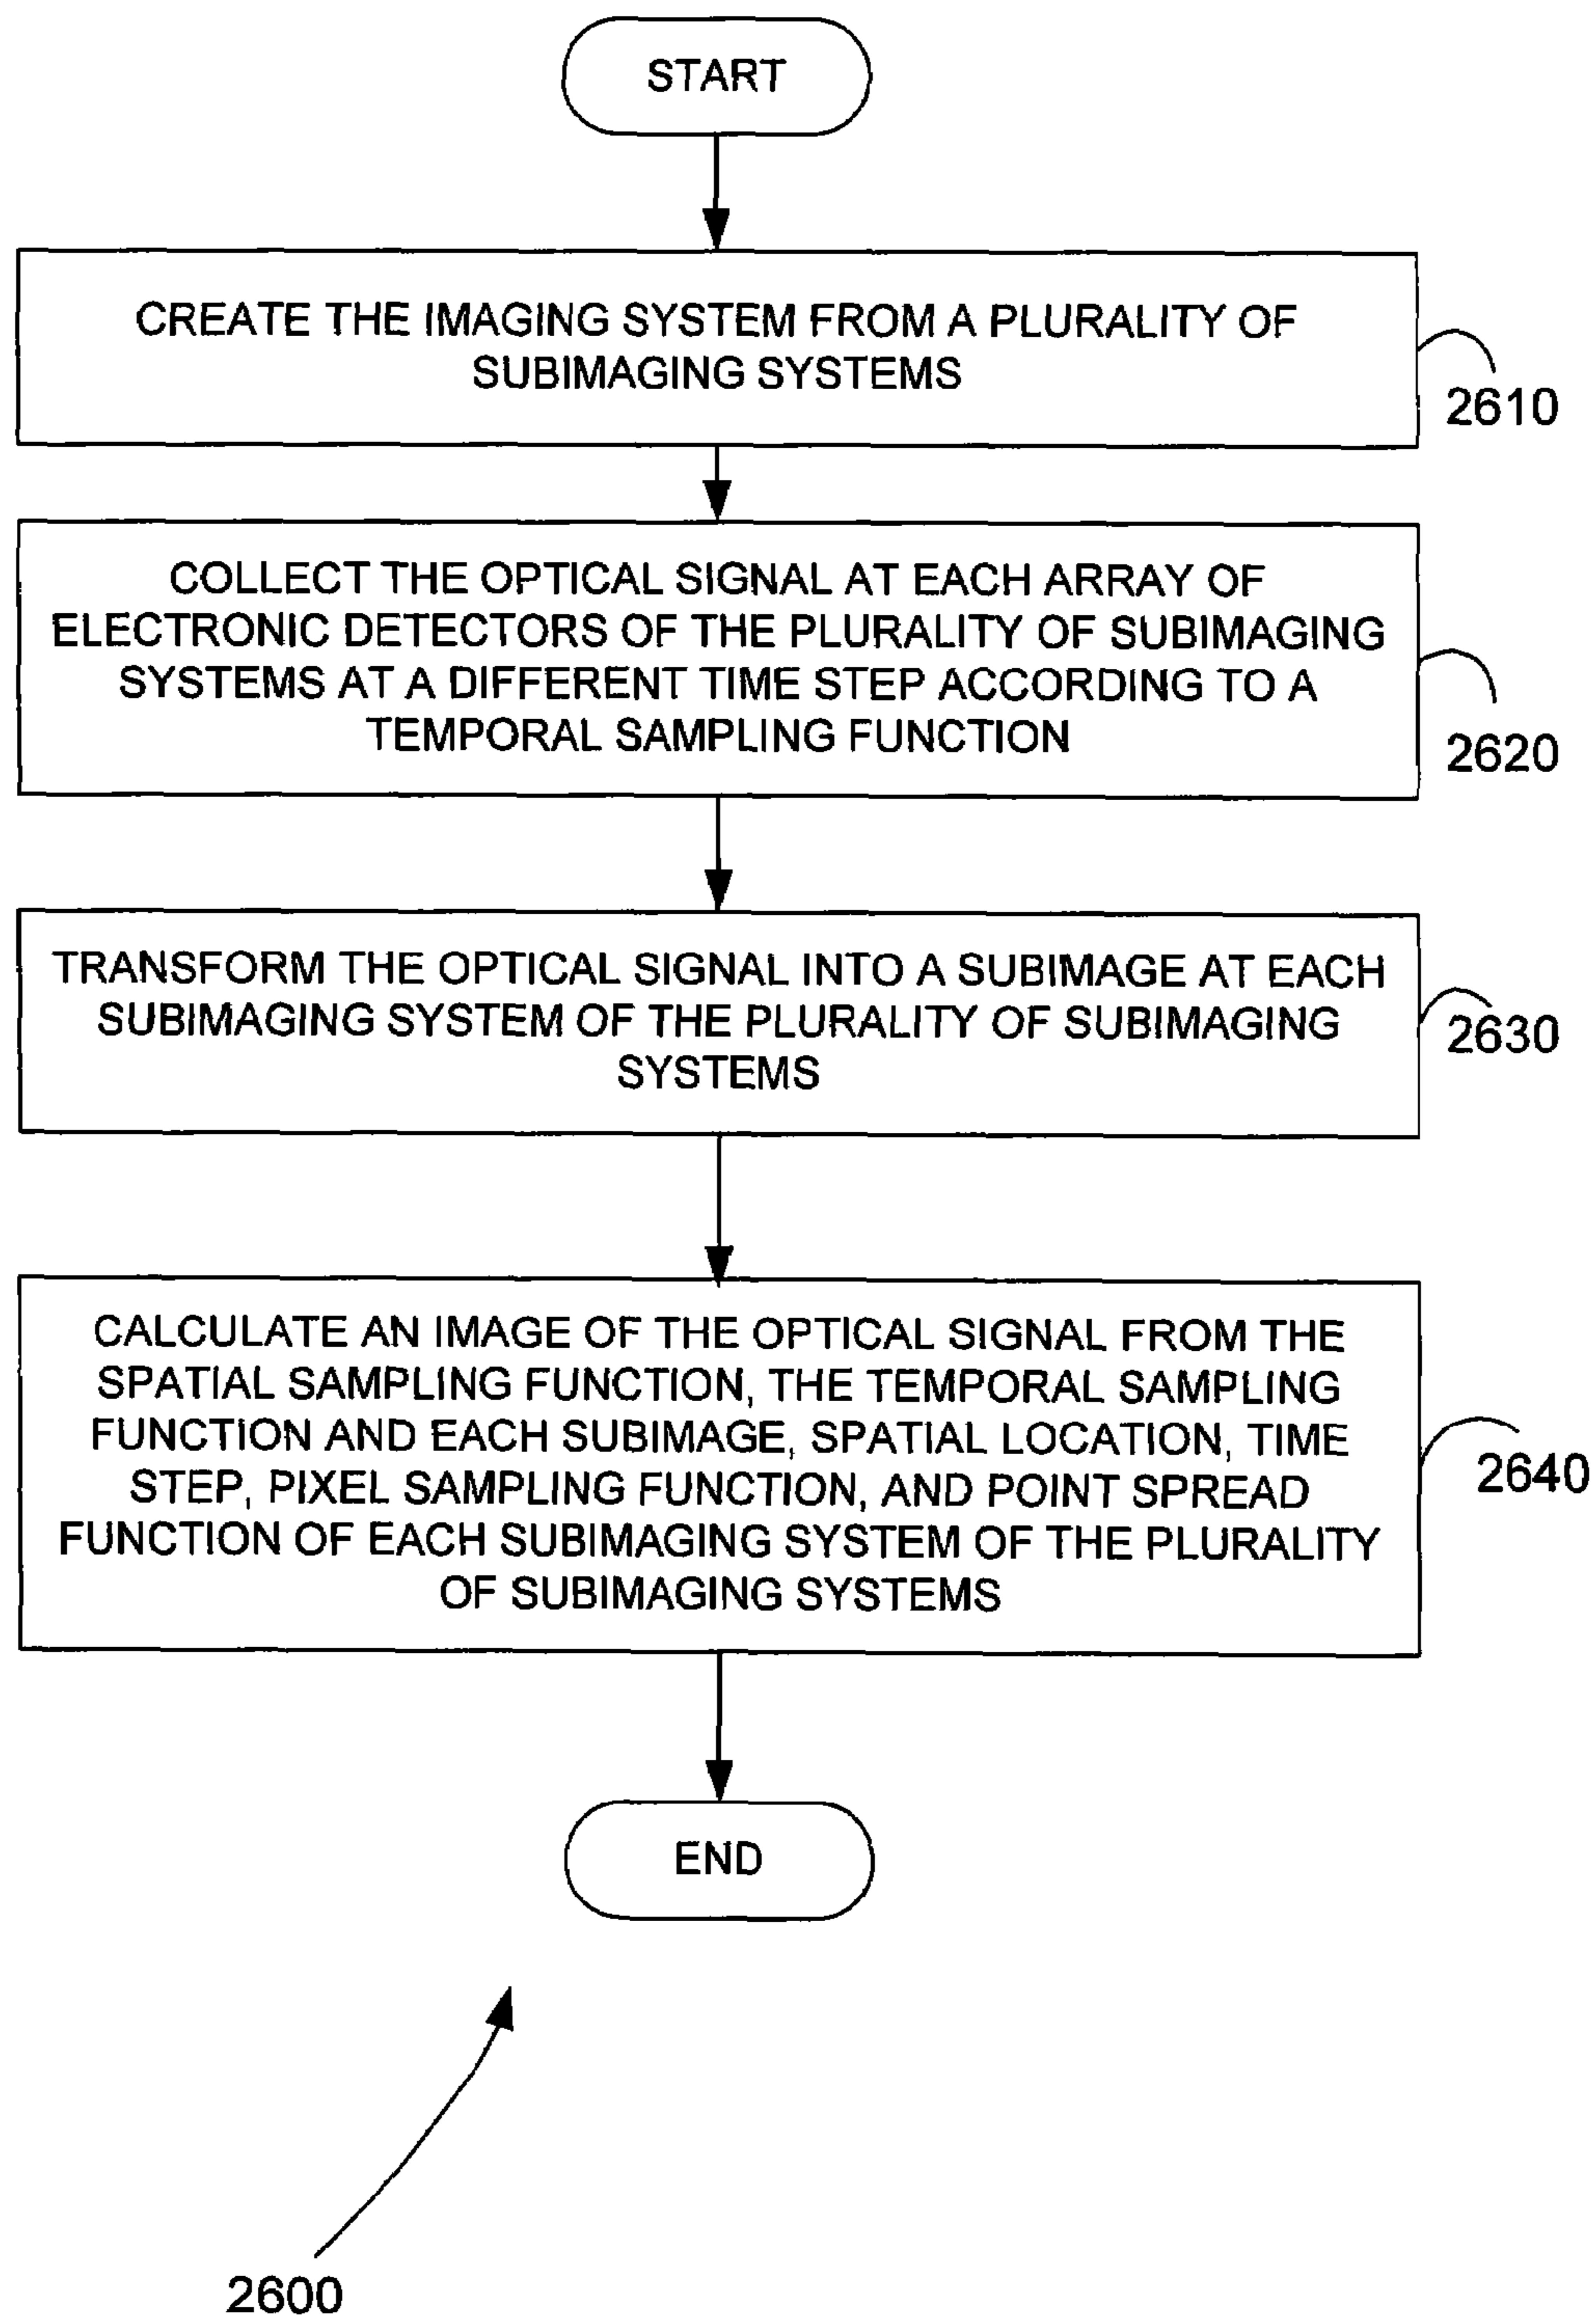 START
CREATE THE IMAGING SYSTEM FROM A PLURALITY OF
SUBIMAGING SYSTEMS
2610
COLLECT THE OPTICAL SIGNAL AT EACH ARRAY OF
ELECTRONIC DETECTORS OF THE PLURALITY OF SUBIMAGING
SYSTEMS AT A DIFFERENT TIME STEP ACCORDING TO A
TEMPORAL SAMPLING FUNCTION
2620
TRANSFORM THE OPTICAL SIGNAL INTO A SUBIMAGE AT EACH
SUBIMAGING SYSTEM OF THE PLURALITY OF SUBIMAGING
SYSTEMS
2630
CALCULATE AN IMAGE OF THE OPTICAL SIGNAL FROM THE
SPATIAL SAMPLING FUNCTION, THE TEMPORAL SAMPLING
FUNCTION AND EACH SUBIMAGE, SPATIAL LOCATION, TIME
STEP, PIXEL SAMPLING FUNCTION, AND POINT SPREAD
FUNCTION OF EACH SUBIMAGING SYSTEM OF THE PLURALITY
OF SUBIMAGING SYSTEMS
2640
END
2600